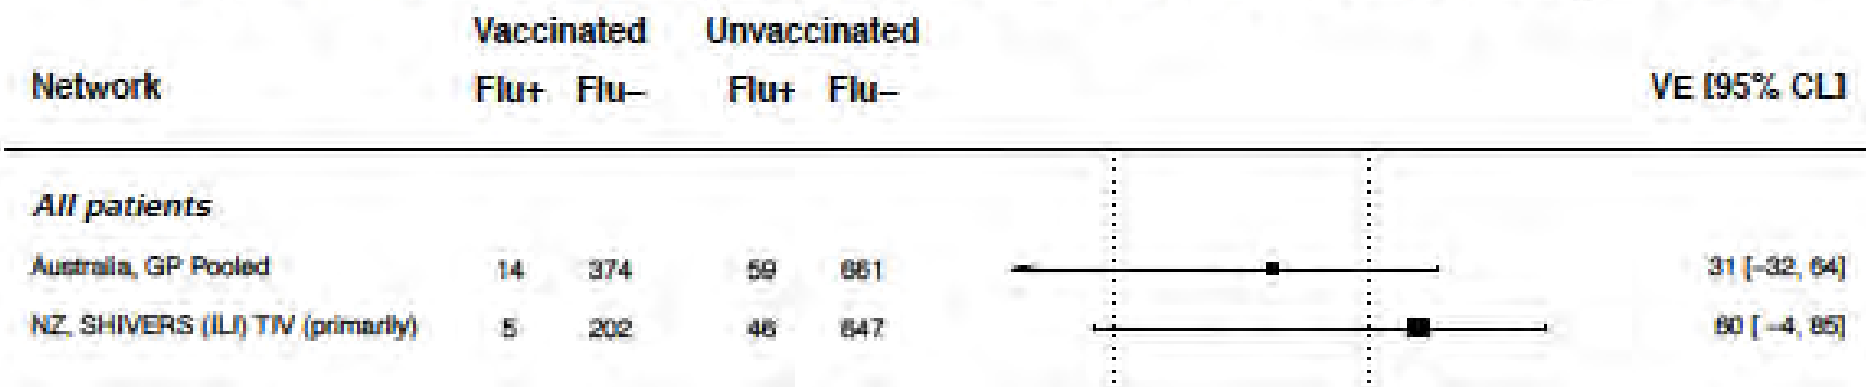 Vaccinated Unvaccinated
Network Flu+ Flu– Flu+ Flu– VE [95% CL]
All patients
Australia, GP Pooled 14 374 59 661 31 [–32, 64]
NZ, SHIVERS (ILI) TIV (primarily) 5 202 46 647 60 [ –4, 85]